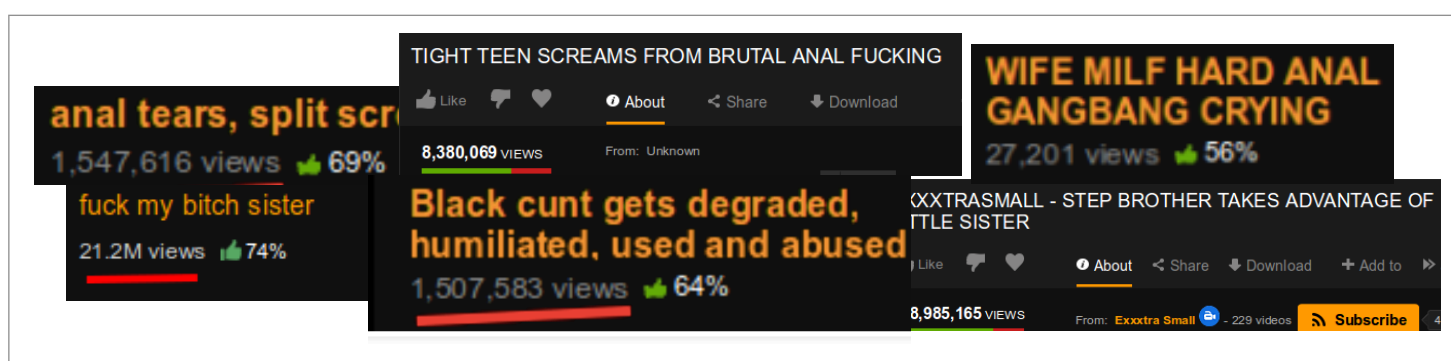 TIGHT TEEN SCREAMS FROM BRUTAL ANAL FUCKING
Like About Share Download
8,380,069 VIEWS From: Unknown
WIFE MILF HARD ANAL
GANGBANG CRYING
27,201 views 56%
anal tears, split scr
1,547,616 views 69%
fuck my bitch sister
21.2M views 74%
Black cunt gets degraded,
humiliated, used and abused
1,507,583 views 64%
XXTRASMALL - STEP BROTHER TAKES ADVANTAGE OF
TTLE SISTER
Like About Share Download Add to
8,985,165 VIEWS From: Exxxtra Small - 229 videos Subscribe 4